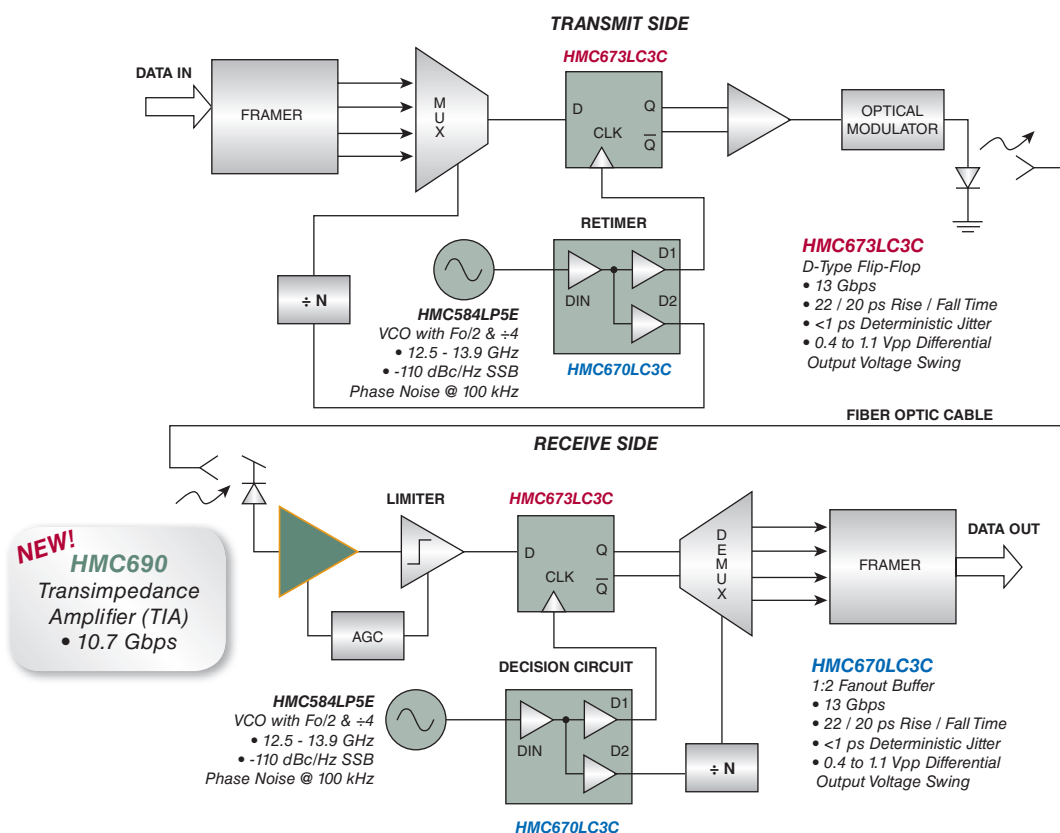 TRANSMIT SIDE
HMC673LC3C
DATA IN
FRAMER
MUX
D
Q
Q̅
CLK
OPTICAL
MODULATOR
RETIMER
D1
DIN
D2
HMC670LC3C
÷ N
HMC584LP5E
VCO with Fo/2 & ÷4
• 12.5 - 13.9 GHz
• -110 dBc/Hz SSB
Phase Noise @ 100 kHz
HMC673LC3C
D-Type Flip-Flop
• 13 Gbps
• 22 / 20 ps Rise / Fall Time
• <1 ps Deterministic Jitter
• 0.4 to 1.1 Vpp Differential
Output Voltage Swing
FIBER OPTIC CABLE
RECEIVE SIDE
NEW!
HMC690
Transimpedance
Amplifier (TIA)
• 10.7 Gbps
LIMITER
AGC
HMC673LC3C
D
Q
Q̅
CLK
DEMUX
FRAMER
DATA OUT
DECISION CIRCUIT
D1
DIN
D2
HMC670LC3C
÷ N
HMC584LP5E
VCO with Fo/2 & ÷4
• 12.5 - 13.9 GHz
• -110 dBc/Hz SSB
Phase Noise @ 100 kHz
HMC670LC3C
1:2 Fanout Buffer
• 13 Gbps
• 22 / 20 ps Rise / Fall Time
• <1 ps Deterministic Jitter
• 0.4 to 1.1 Vpp Differential
Output Voltage Swing